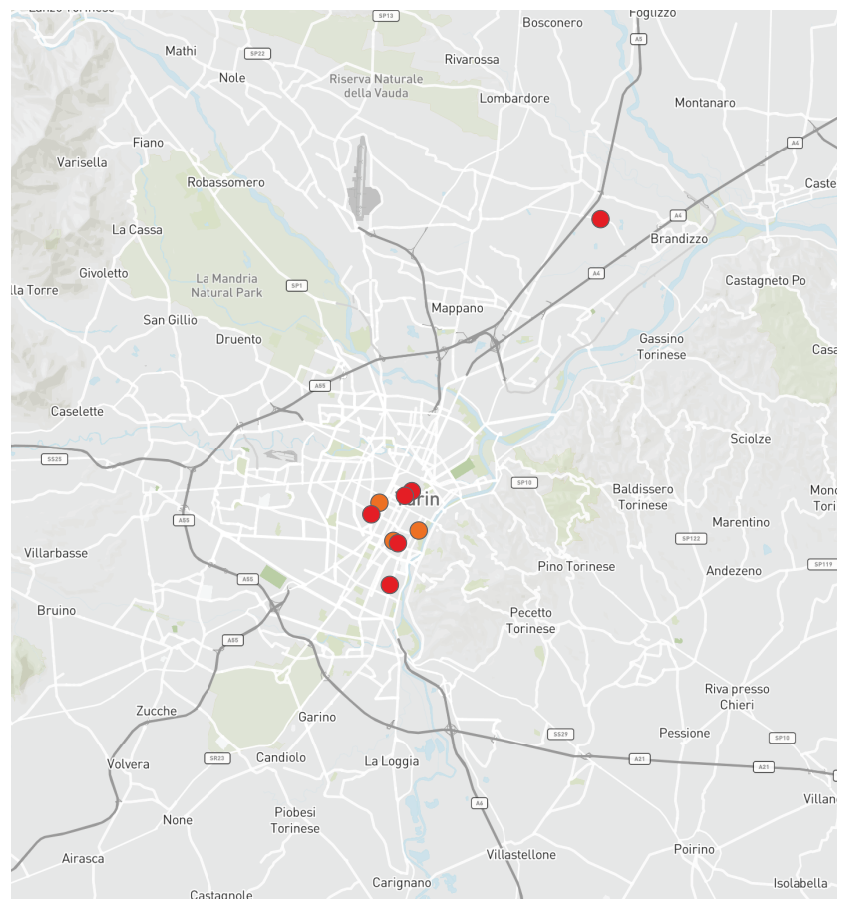 Lanzo Torinese
SP13
Foglizzo
Bosconero
A5
Mathi
SP22
Rivarossa
Nole
Riserva Naturale
della Vauda
Lombardore
Montanaro
Fiano
A4
Varisella
Robassomero
Caste
La Cassa
A4
Brandizzo
Givoletto
A4
La Mandria
Natural Park
SP1
Castagneto Po
lla Torre
Mappano
San Gillio
Druento
Gassino
Torinese
Casa
A55
Caselette
Sciolze
SS25
SP10
Turin
Baldissero
Torinese
Mono
Tori
A55
Marentino
SP122
Villarbasse
Pino Torinese
SP119
Andezeno
A55
Bruino
Pecetto
Torinese
A55
Riva presso
Chieri
Zucche
Garino
Pessione
SS29
SP10
SR23
Candiolo
La Loggia
Volvera
A21
A21
A4
Villano
None
Piobesi
Torinese
Airasca
Villastellone
Poirino
Carignano
Isolabella
Castagnole